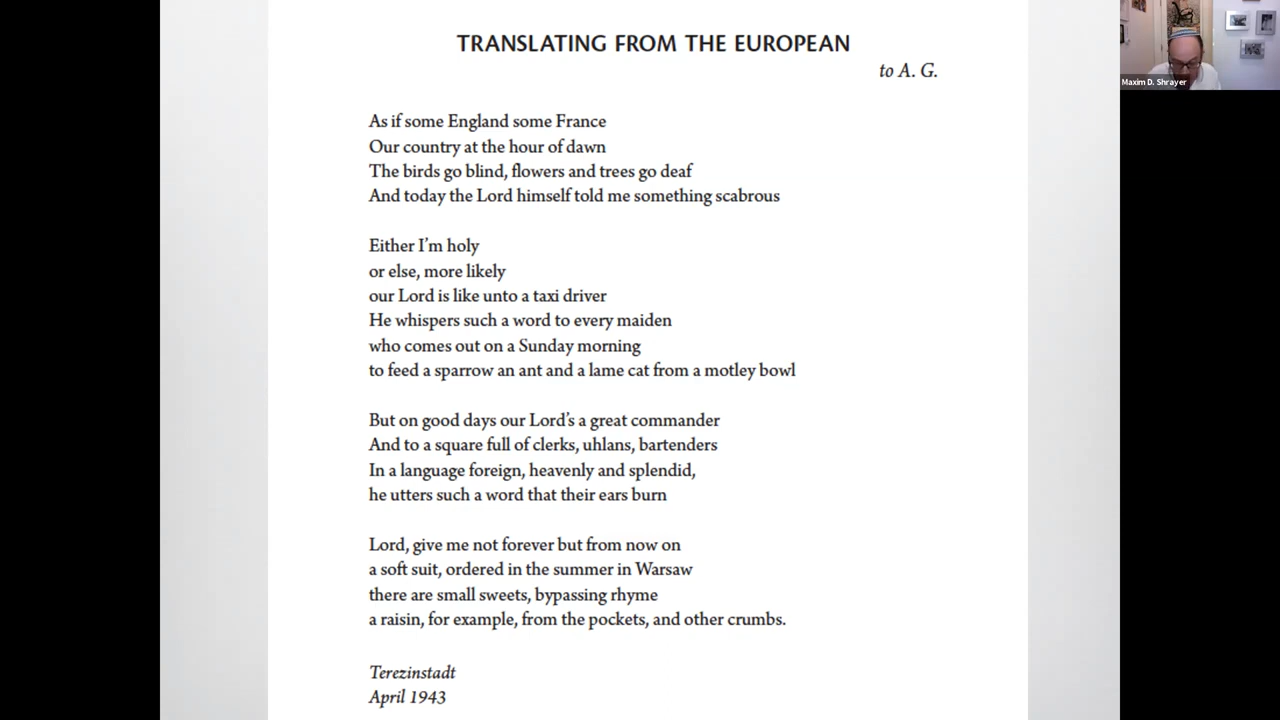 TRANSLATING FROM THE EUROPEAN
to A. G.
As if some England some France
Our country at the hour of dawn
The birds go blind, flowers and trees go deaf
And today the Lord himself told me something scabrous
Either I’m holy
or else, more likely
our Lord is like unto a taxi driver
He whispers such a word to every maiden
who comes out on a Sunday morning
to feed a sparrow an ant and a lame cat from a motley bowl
But on good days our Lord’s a great commander
And to a square full of clerks, uhlans, bartenders
In a language foreign, heavenly and splendid,
he utters such a word that their ears burn
Lord, give me not forever but from now on
a soft suit, ordered in the summer in Warsaw
there are small sweets, bypassing rhyme
a raisin, for example, from the pockets, and other crumbs.
Terezinstadt
April 1943
Maxim D. Shrayer